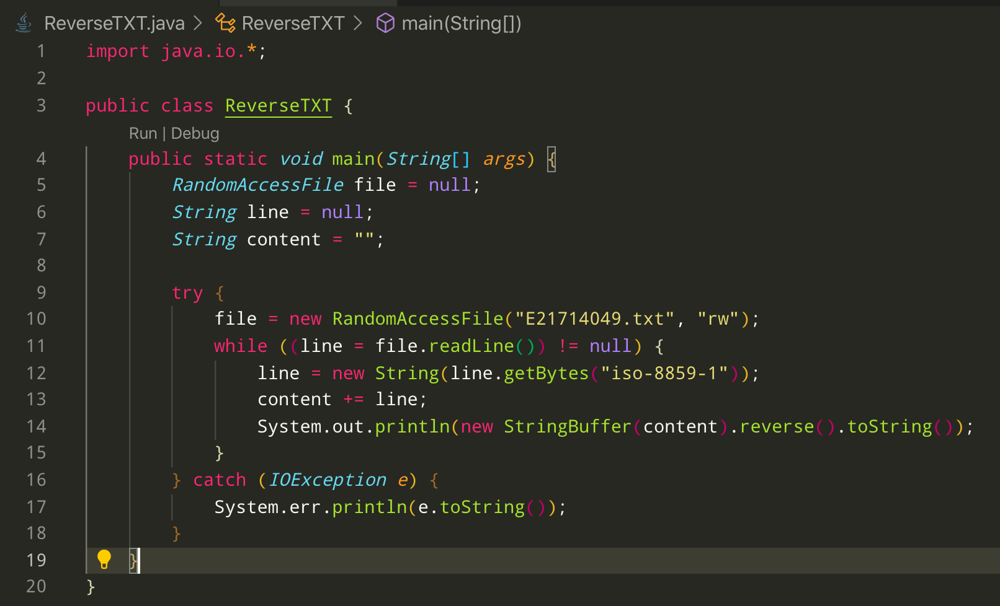 ReverseTXT.java > ReverseTXT > main(String[])
1 import java.io.*;
2
3 public class ReverseTXT {
Run | Debug
4 public static void main(String[] args) {
5 RandomAccessFile file = null;
6 String line = null;
7 String content = "";
8
9 try {
10 file = new RandomAccessFile("E21714049.txt", "rw");
11 while ((line = file.readLine()) != null) {
12 line = new String(line.getBytes("iso-8859-1"));
13 content += line;
14 System.out.println(new StringBuffer(content).reverse().toString());
15 }
16 } catch (IOException e) {
17 System.err.println(e.toString());
18 }
19 }
20 }